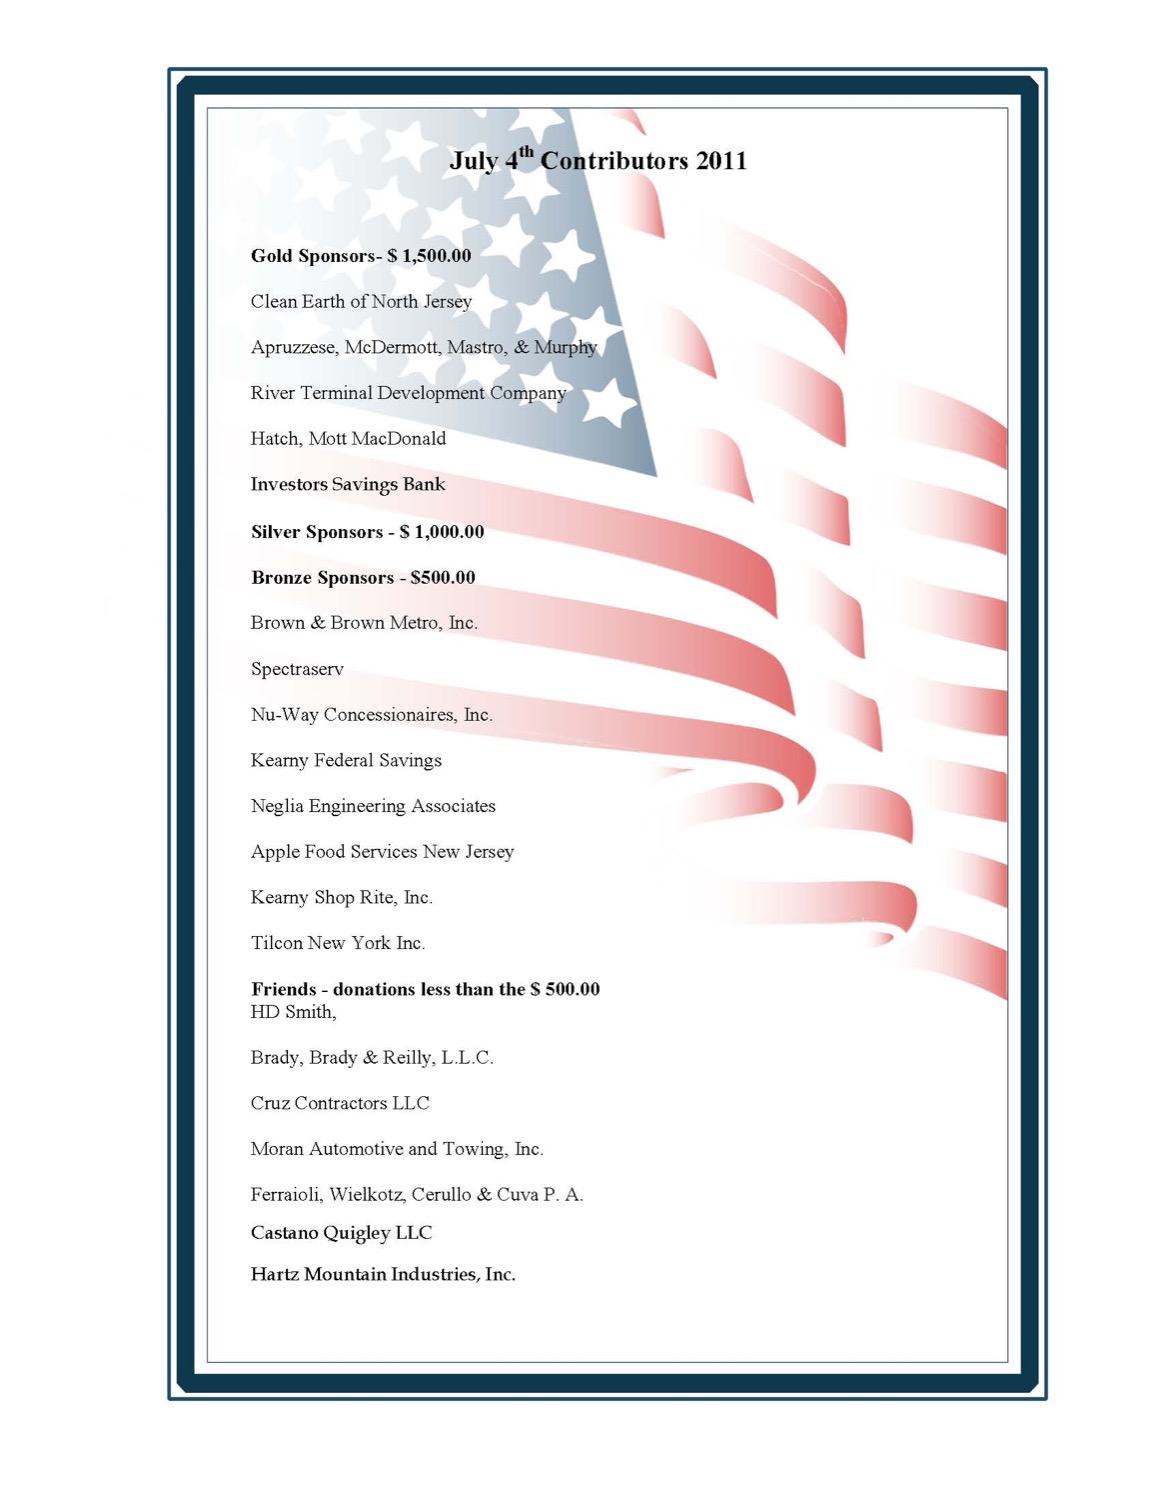 July 4th Contributors 2011
Gold Sponsors- $ 1,500.00
Clean Earth of North Jersey
Apruzzese, McDermott, Mastro, & Murphy
River Terminal Development Company
Hatch, Mott MacDonald
Investors Savings Bank
Silver Sponsors - $ 1,000.00
Bronze Sponsors - $500.00
Brown & Brown Metro, Inc.
Spectraserv
Nu-Way Concessionaires, Inc.
Kearny Federal Savings
Neglia Engineering Associates
Apple Food Services New Jersey
Kearny Shop Rite, Inc.
Tilcon New York Inc.
Friends - donations less than the $ 500.00
HD Smith,
Brady, Brady & Reilly, L.L.C.
Cruz Contractors LLC
Moran Automotive and Towing, Inc.
Ferraioli, Wielkotz, Cerullo & Cuva P. A.
Castano Quigley LLC
Hartz Mountain Industries, Inc.